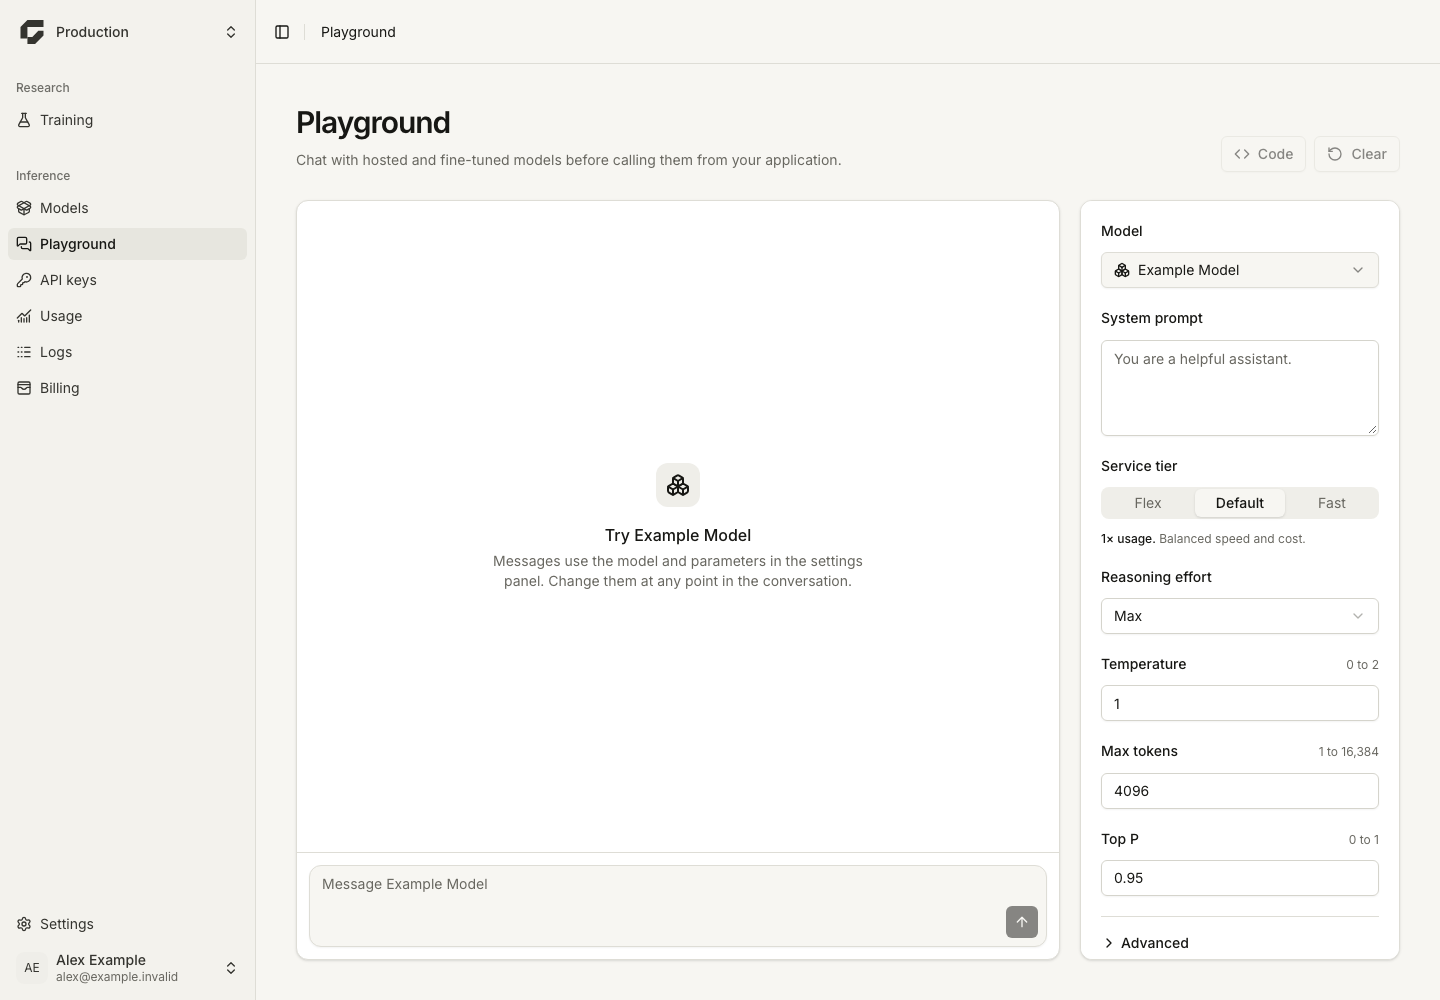 Production
Research
Training
Inference
Models
Playground
API keys
Usage
Logs
Billing
Settings
AE
Alex Example
alex@example.invalid
Playground
Playground
Chat with hosted and fine-tuned models before calling them from your application.
Code
Clear
Try Example Model
Messages use the model and parameters in the settings
panel. Change them at any point in the conversation.
Message Example Model
Model
Example Model
System prompt
You are a helpful assistant.
Service tier
Flex
Default
Fast
1× usage. Balanced speed and cost.
Reasoning effort
Max
Temperature
0 to 2
1
Max tokens
1 to 16,384
4096
Top P
0 to 1
0.95
Advanced